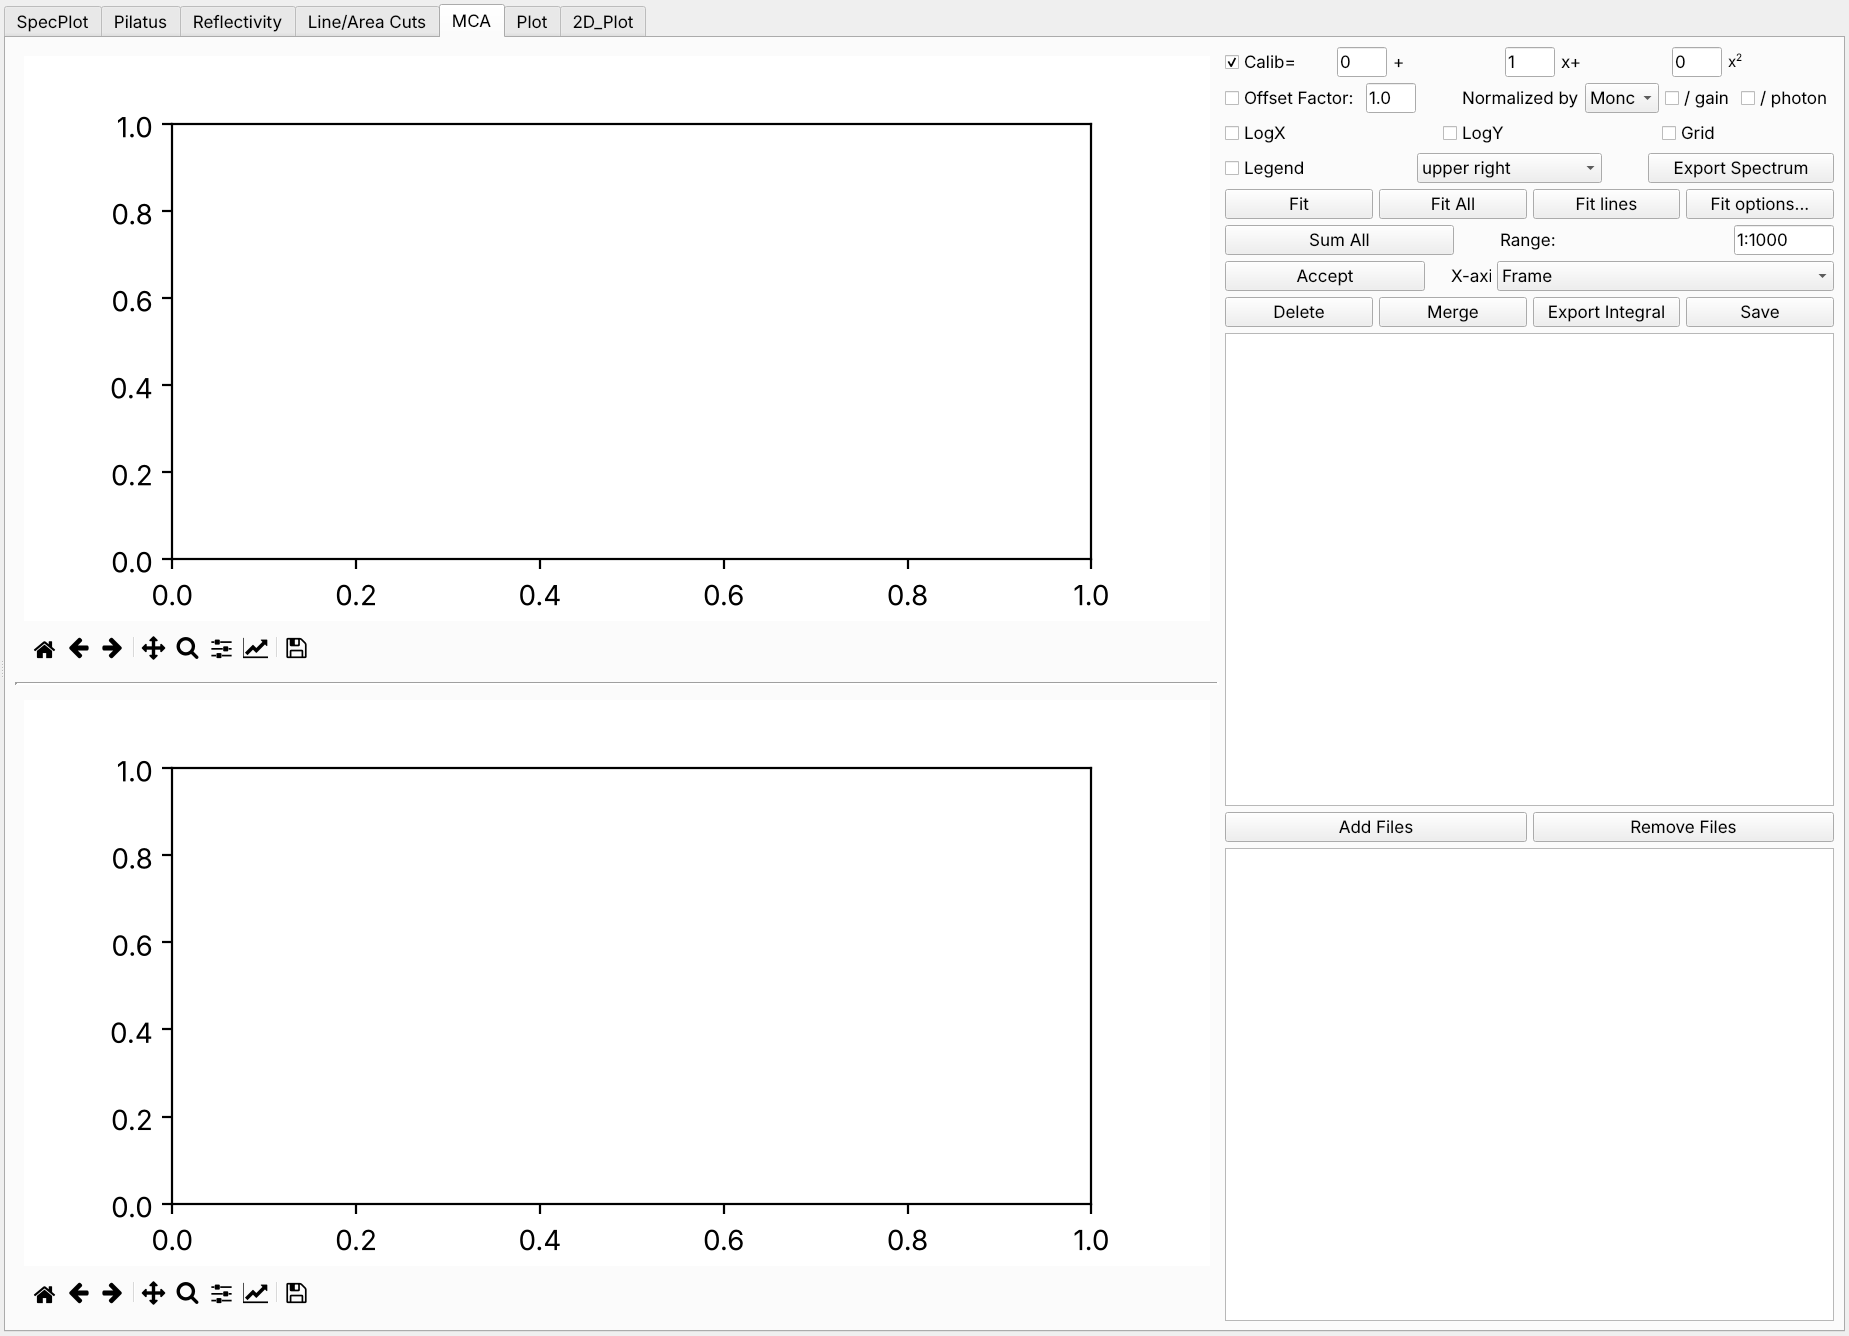 SpecPlot Pilatus Reflectivity Line/Area Cuts MCA Plot 2D_Plot
1.0
0.8
0.6
0.4
0.2
0.0
0.0 0.2 0.4 0.6 0.8 1.0
1.0
0.8
0.6
0.4
0.2
0.0
0.0 0.2 0.4 0.6 0.8 1.0
Calib= 0 + 1 x+ 0 x²
Offset Factor: 1.0 Normalized by Monc / gain / photon
LogX LogY Grid
Legend upper right Export Spectrum
Fit Fit All Fit lines Fit options...
Sum All Range: 1:1000
Accept X-axi Frame
Delete Merge Export Integral Save
Add Files Remove Files